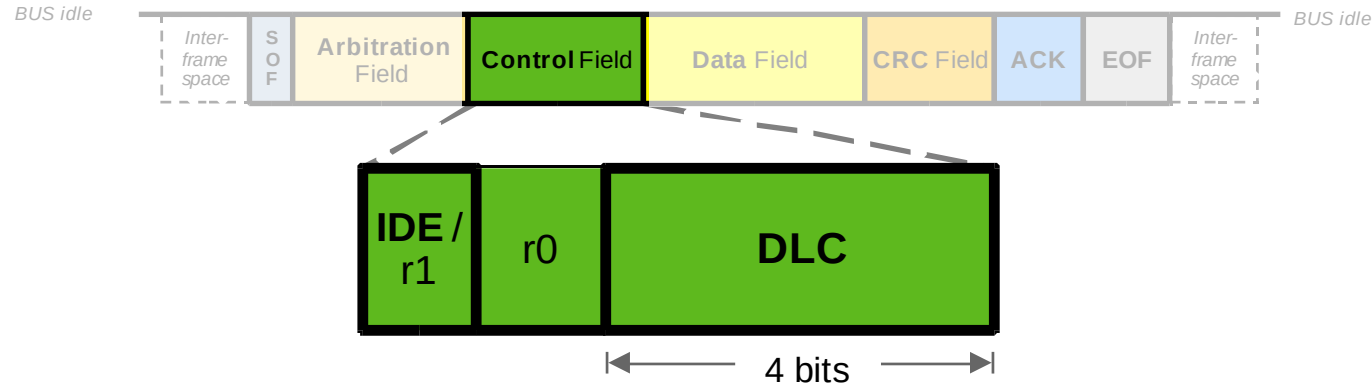 BUS idle
Inter-
frame
space
S
O
F
Arbitration
Field
Control Field
Data Field
CRC Field
ACK
EOF
Inter-
frame
space
BUS idle
IDE /
r1
r0
DLC
4 bits